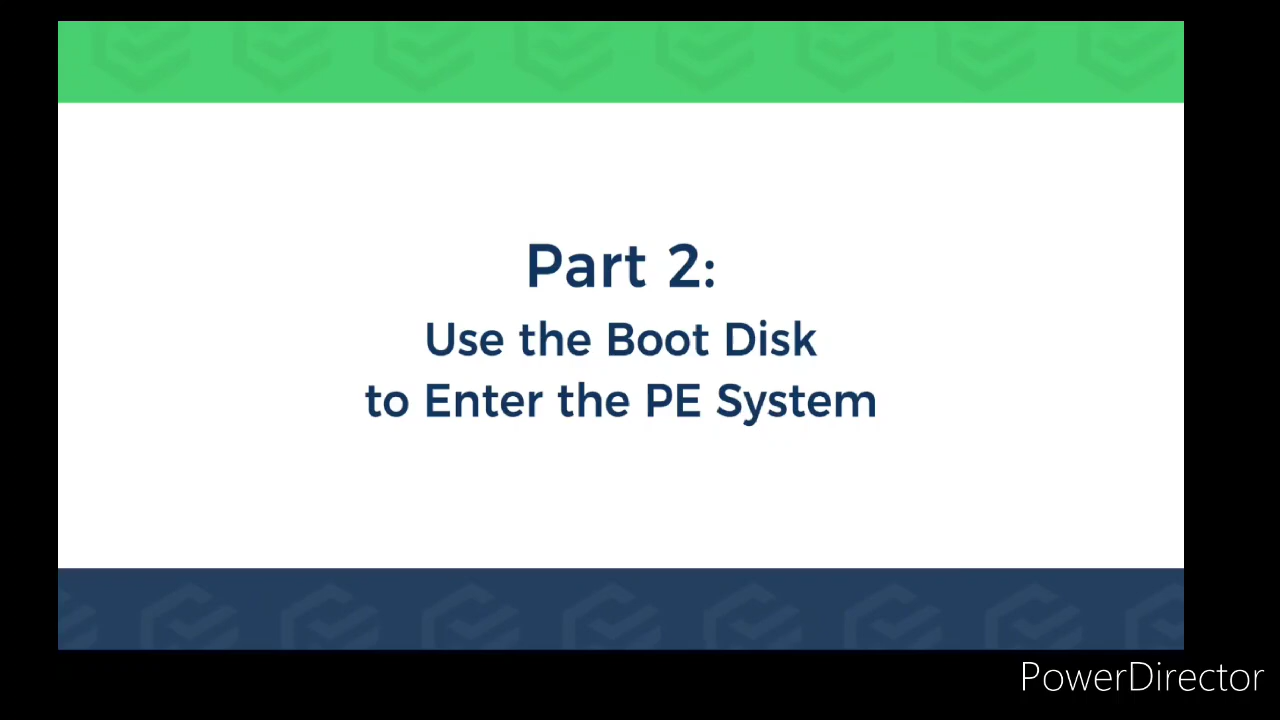 Part 2:
Use the Boot Disk
to Enter the PE System
PowerDirector